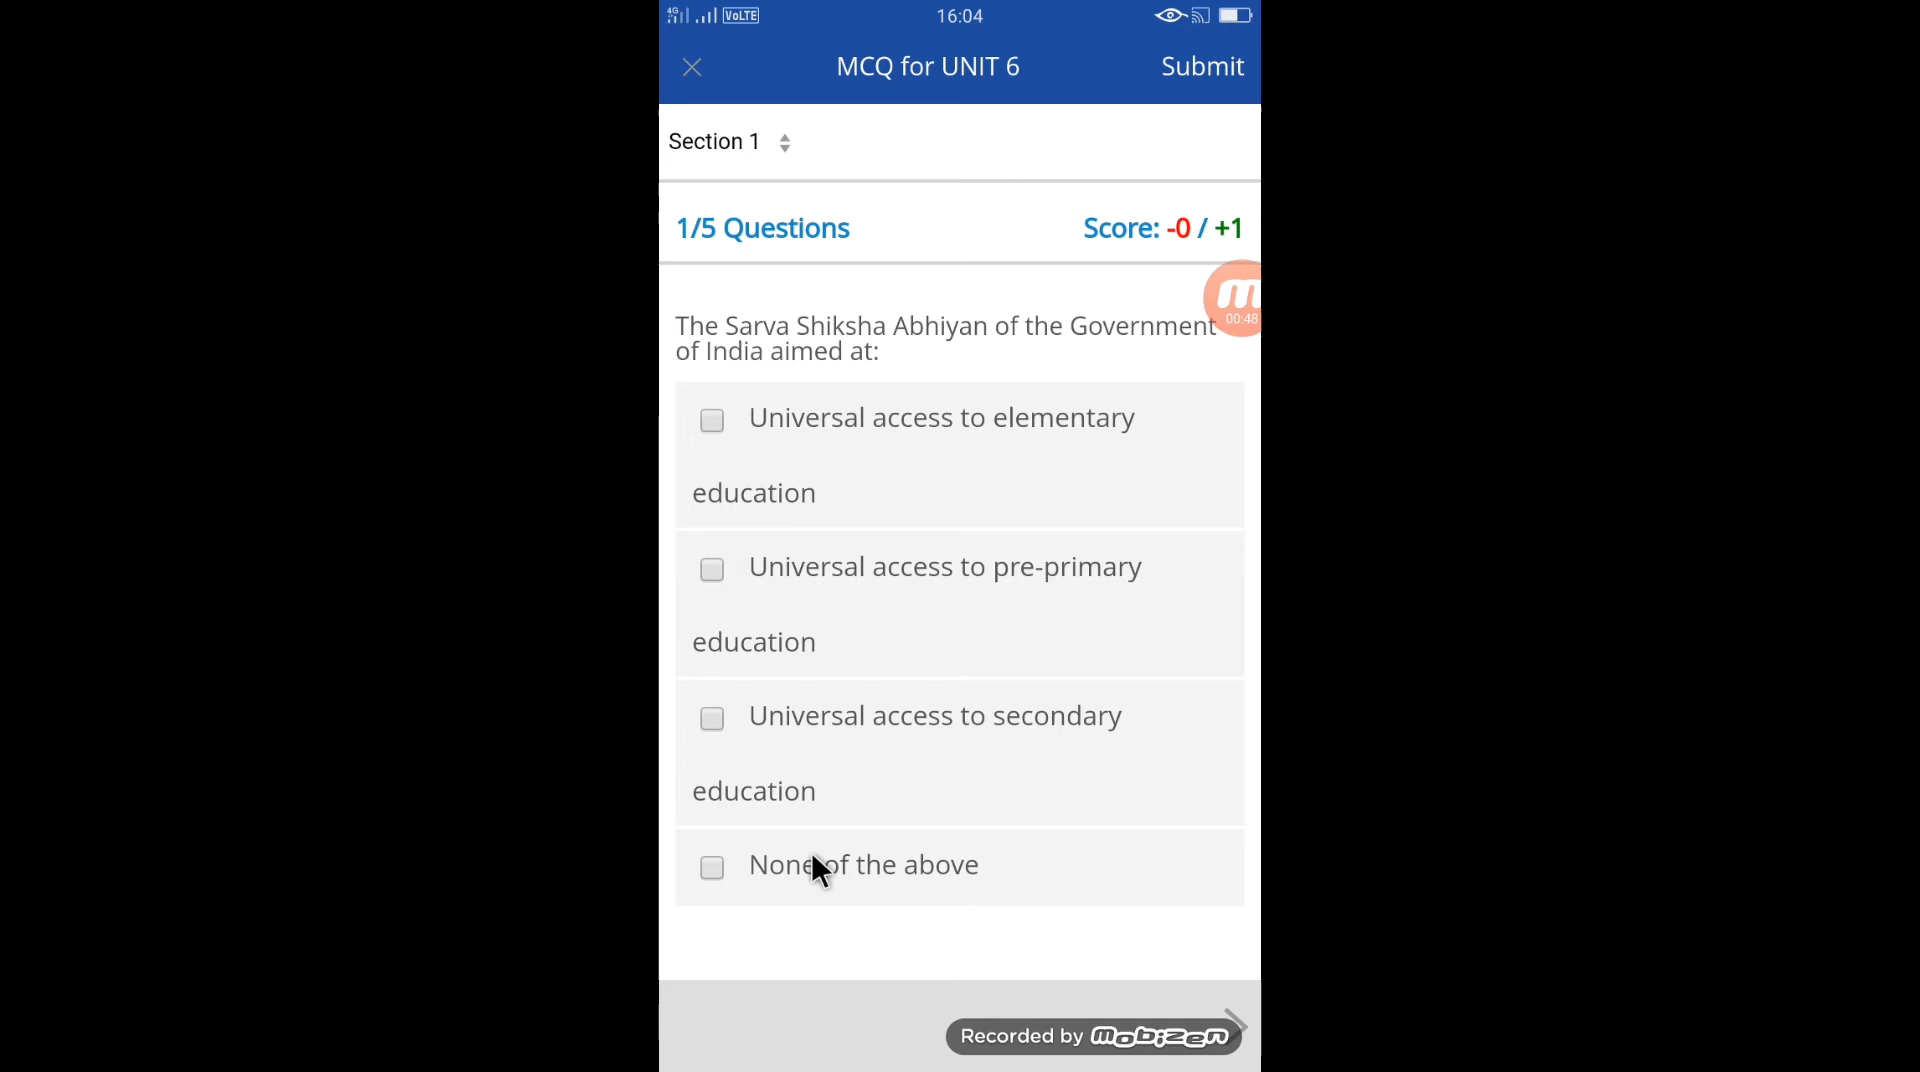 4G VoLTE 16:04
MCQ for UNIT 6 Submit
Section 1
1/5 Questions Score: -0 / +1
m
00:48
The Sarva Shiksha Abhiyan of the Government
of India aimed at:
Universal access to elementary
education
Universal access to pre-primary
education
Universal access to secondary
education
None of the above
Recorded by mobizen